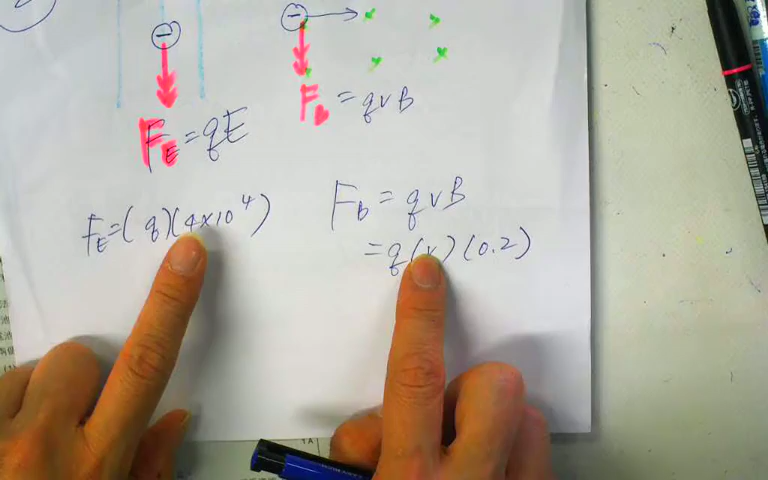 F_E = qE
F_B = qvB
F_E = (q)(4×10⁴)
F_B = qvB
= q(v)(0.2)